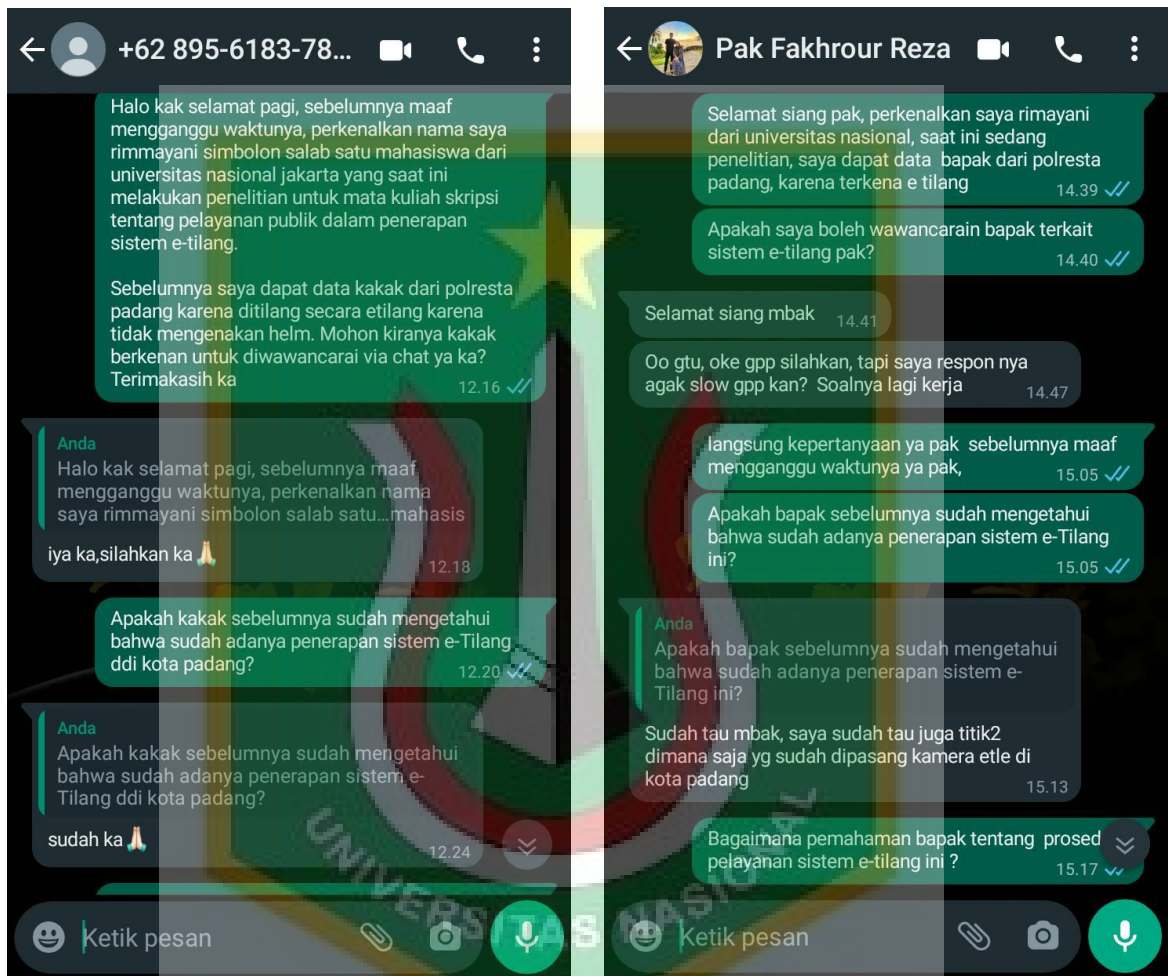 +62 895-6183-78...
Halo kak selamat pagi, sebelumnya maaf
mengganggu waktunya, perkenalkan nama saya
rimmayani simbolon salab satu mahasiswa dari
universitas nasional jakarta yang saat ini
melakukan penelitian untuk mata kuliah skripsi
tentang pelayanan publik dalam penerapan
sistem e-tilang.
Sebelumnya saya dapat data kakak dari polresta
padang karena ditilang secara etilang karena
tidak mengenakan helm. Mohon kiranya kakak
berkenan untuk diwawancarai via chat ya ka?
Terimakasih ka
12.16
Anda
Halo kak selamat pagi, sebelumnya maaf
mengganggu waktunya, perkenalkan nama
saya rimmayani simbolon salab satu...mahasis
iya ka,silahkan ka🙏🏻
12.18
Apakah kakak sebelumnya sudah mengetahui
bahwa sudah adanya penerapan sistem e-Tilang
ddi kota padang?
12.20
Anda
Apakah kakak sebelumnya sudah mengetahui
bahwa sudah adanya penerapan sistem e-
Tilang ddi kota padang?
sudah ka🙏🏻
12.24
Ketik pesan
Pak Fakhrour Reza
Selamat siang pak, perkenalkan saya rimayani
dari universitas nasional, saat ini sedang
penelitian, saya dapat data bapak dari polresta
padang, karena terkena e tilang
14.39
Apakah saya boleh wawancarain bapak terkait
sistem e-tilang pak?
14.40
Selamat siang mbak
14.41
Oo gtu, oke gpp silahkan, tapi saya respon nya
agak slow gpp kan? Soalnya lagi kerja
14.47
langsung kepertanyaan ya pak sebelumnya maaf
mengganggu waktunya ya pak,
15.05
Apakah bapak sebelumnya sudah mengetahui
bahwa sudah adanya penerapan sistem e-Tilang
ini?
15.05
Anda
Apakah bapak sebelumnya sudah mengetahui
bahwa sudah adanya penerapan sistem e-
Tilang ini?
Sudah tau mbak, saya sudah tau juga titik2
dimana saja yg sudah dipasang kamera etle di
kota padang
15.13
Bagaimana pemahaman bapak tentang prosed
pelayanan sistem e-tilang ini ?
15.17
Ketik pesan
UNIVERSITAS NASIONAL